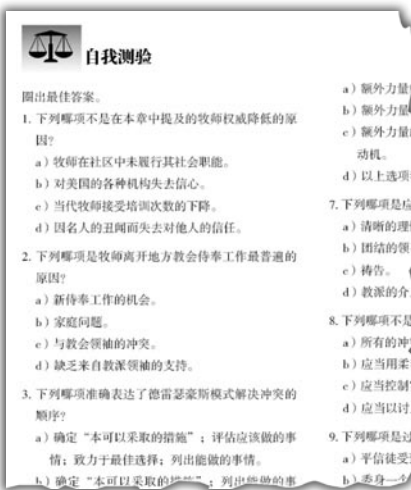 自我测验
圈出最佳答案。
1. 下列哪项不是在本章中提及的牧师权威降低的原
因?
a）牧师在社区中未履行其社会职能。
b）对美国的各种机构失去信心。
c）当代牧师接受培训次数的下降。
d）因名人的丑闻而失去对他人的信任。
2. 下列哪项是牧师离开地方教会侍奉工作最普遍的
原因?
a）新侍奉工作的机会。
b）家庭问题。
c）与教会领袖的冲突。
d）缺乏来自教派领袖的支持。
3. 下列哪项准确表达了德雷瑟豪斯模式解决冲突的
顺序?
a）确定“本可以采取的措施”；评估应该做的事
情；致力于最佳选择；列出能做的事情。
b）确定“本可以采取的措施”；列出能做的事
a）额外力量
b）额外力量
c）额外力量
动机。
d）以上选项
7. 下列哪项是应
a）清晰的理
b）团结的领
c）祷告。
d）教派的介
8. 下列哪项不是
a）所有的冲
b）应当用柔
c）应当控制
d）应当以讨
9. 下列哪项是过
a）平信徒受
b）委身一个